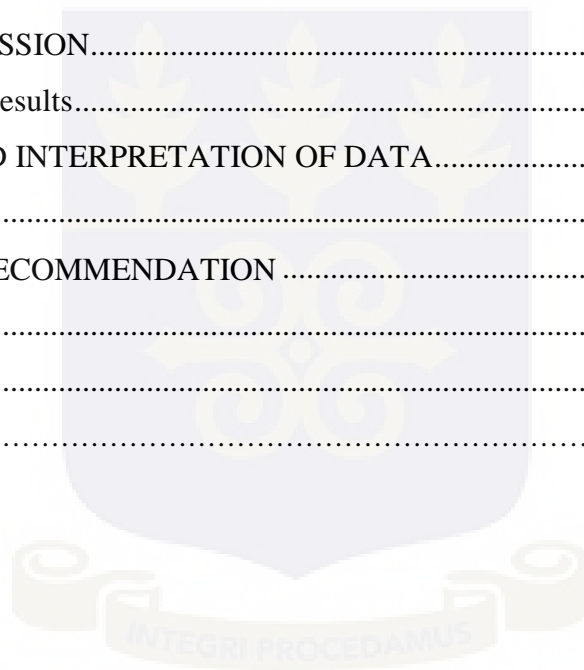 SSION..........................................................................
esults..........................................................................
D INTERPRETATION OF DATA....................
..................................................................................
ECOMMENDATION ........................................
..................................................................................
..................................................................................
..................................................................................
INTEGRI PROCEDAMUS